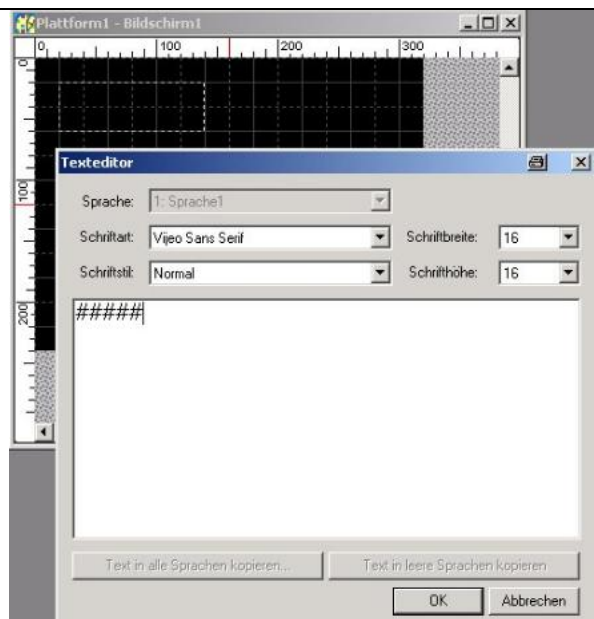 Plattform1 - Bildschirm1
0 100 200 300
0
Texteditor
100
Sprache: 1: Sprache1
Schriftart: Vijeo Sans Serif Schriftbreite: 16
Schriftstil: Normal Schrifthöhe: 16
200
#####
Text in alle Sprachen kopieren... Text in leere Sprachen kopieren
OK Abbrechen